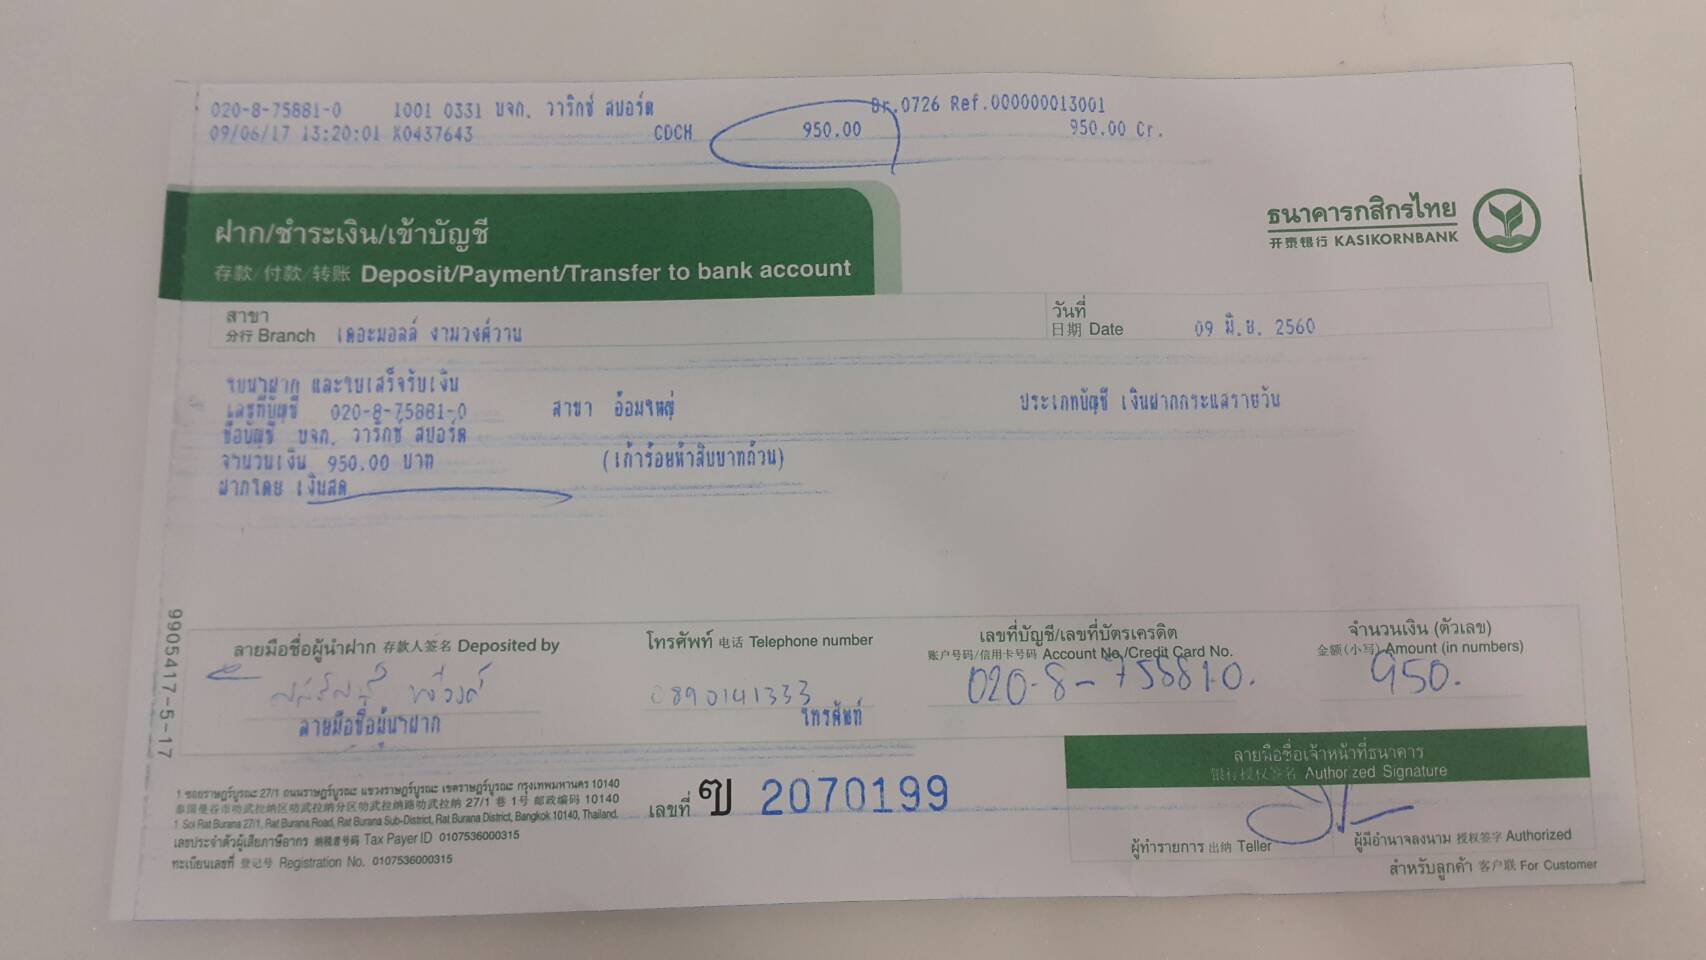 020-8-75881-0 1001 0331 บจก. วาริกซ์ สปอร์ต Br.0726 Ref.000000013001
09/06/17 13:20:01 K0437643 CDCH 950.00 950.00 Cr.
ฝาก/ชำระเงิน/เข้าบัญชี
存款/付款/转账 Deposit/Payment/Transfer to bank account
ธนาคารกสิกรไทย
开泰银行 KASIKORNBANK
สาขา
分行 Branch เดอะมอลล์ งามวงศ์วาน
วันที่
日期 Date 09 มิ.ย. 2560
ใบนำฝาก และใบเสร็จรับเงิน
เลขที่บัญชี 020-8-75881-0 สาขา อ้อมใหญ่ ประเภทบัญชี เงินฝากกระแสรายวัน
ชื่อบัญชี บจก. วาริกซ์ สปอร์ต
จำนวนเงิน 950.00 บาท (เก้าร้อยห้าสิบบาทถ้วน)
ฝากโดย เงินสด
9905417-5-17
ลายมือชื่อผู้นำฝาก 存款人签名 Deposited by
ลายมือชื่อผู้นำฝาก
โทรศัพท์ 电话 Telephone number
0890141333
โทรศัพท์
เลขที่บัญชี/เลขที่บัตรเครดิต
账户号码/信用卡号码 Account No./Credit Card No.
020-8-75881-0.
จำนวนเงิน (ตัวเลข)
金额(小写) Amount (in numbers)
950.
1 ซอยราษฎร์บูรณะ 27/1 ถนนราษฎร์บูรณะ แขวงราษฎร์บูรณะ เขตราษฎร์บูรณะ กรุงเทพมหานคร 10140
泰国曼谷市叻武拉纳区叻武拉纳分区叻武拉纳路叻武拉纳 27/1 巷 1 号 邮政编码 10140
1 Soi Rat Burana 27/1, Rat Burana Road, Rat Burana Sub-District, Rat Burana District, Bangkok 10140, Thailand.
เลขประจำตัวผู้เสียภาษีอากร 纳税者号码 Tax Payer ID 0107536000315
ทะเบียนเลขที่ 登记号 Registration No. 0107536000315
เลขที่ ฃ 2070199
ลายมือชื่อเจ้าหน้าที่ธนาคาร
银行授权签名 Authorized Signature
ผู้ทำรายการ 出纳 Teller
ผู้มีอำนาจลงนาม 授权签字 Authorized
สำหรับลูกค้า 客户联 For Customer